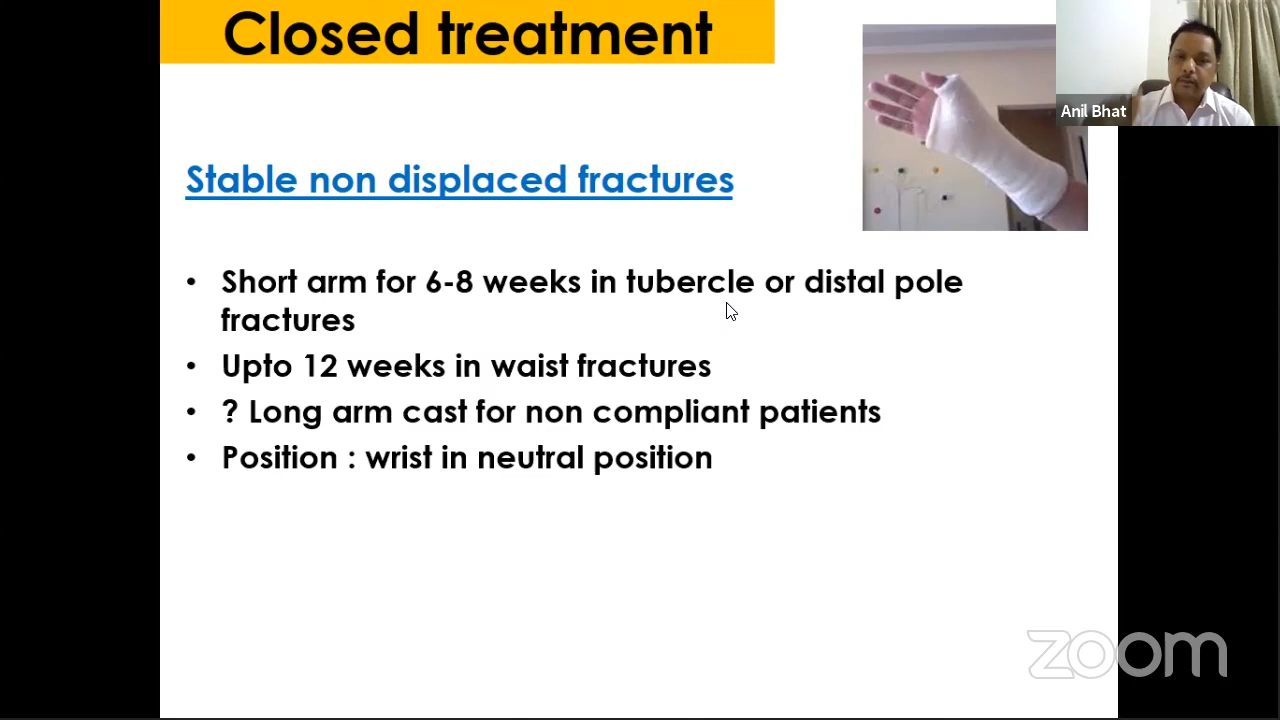 Closed treatment
Anil Bhat
Stable non displaced fractures
• Short arm for 6-8 weeks in tubercle or distal pole
fractures
• Upto 12 weeks in waist fractures
• ? Long arm cast for non compliant patients
• Position : wrist in neutral position
zoom